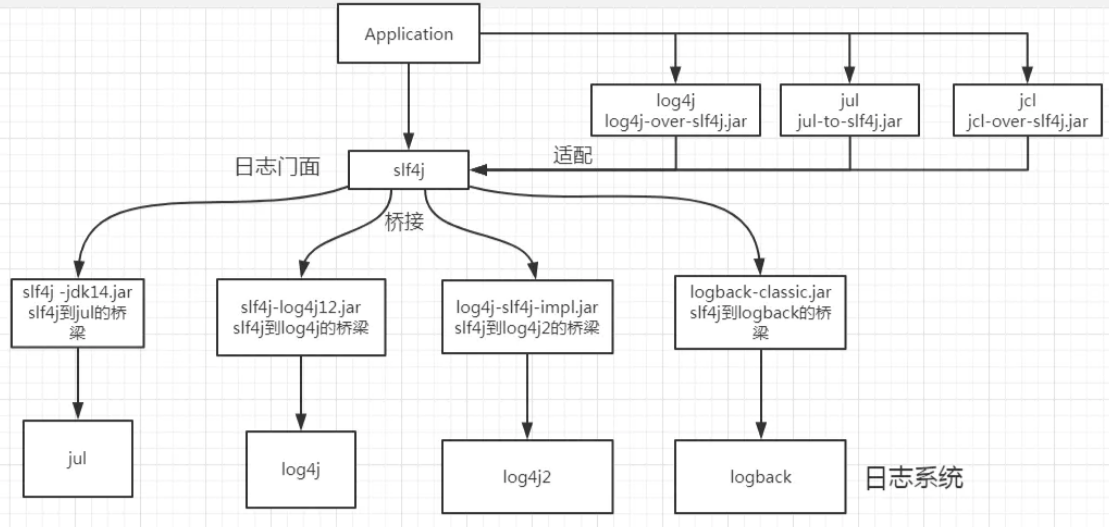 Application
log4j
log4j-over-slf4j.jar
jul
jul-to-slf4j.jar
jcl
jcl-over-slf4j.jar
适配
日志门面
slf4j
桥接
slf4j -jdk14.jar
slf4j到jul的桥
梁
slf4j-log4j12.jar
slf4j到log4j的桥梁
log4j-slf4j-impl.jar
slf4j到log4j2的桥梁
logback-classic.jar
slf4j到logback的桥
梁
jul
log4j
log4j2
logback
日志系统